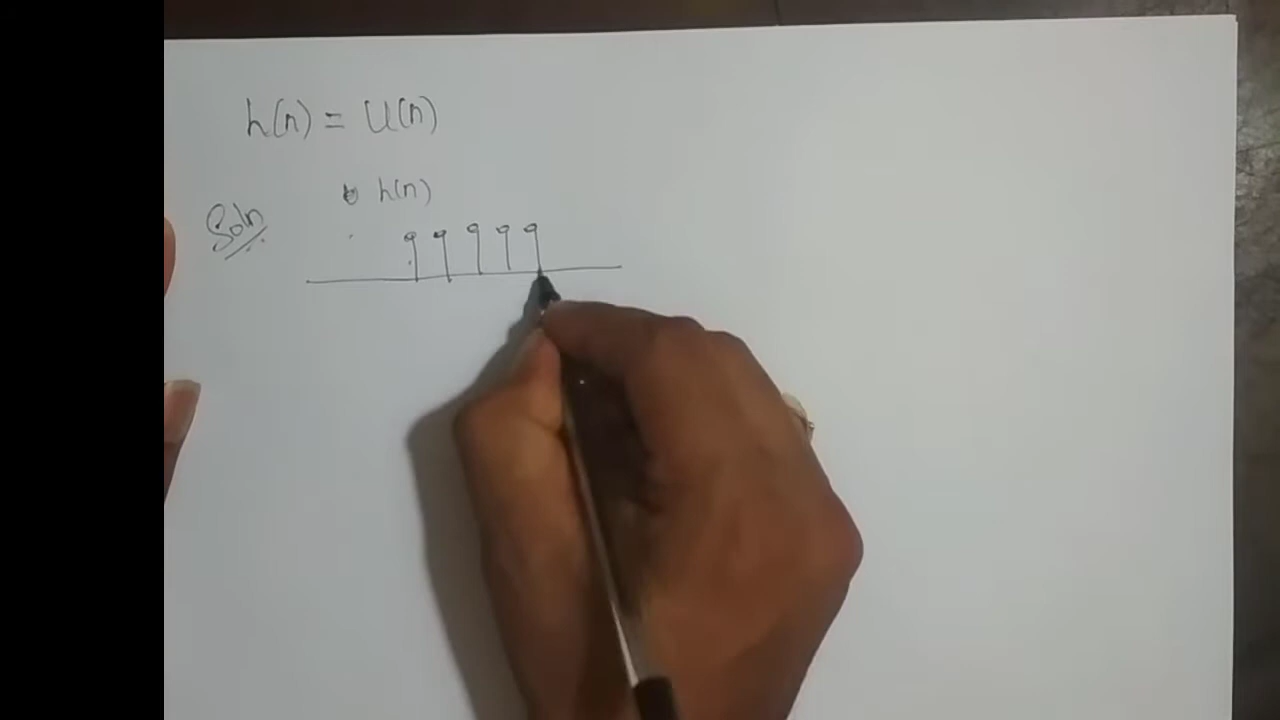 h(n) = U(n)
h(n)
Soln